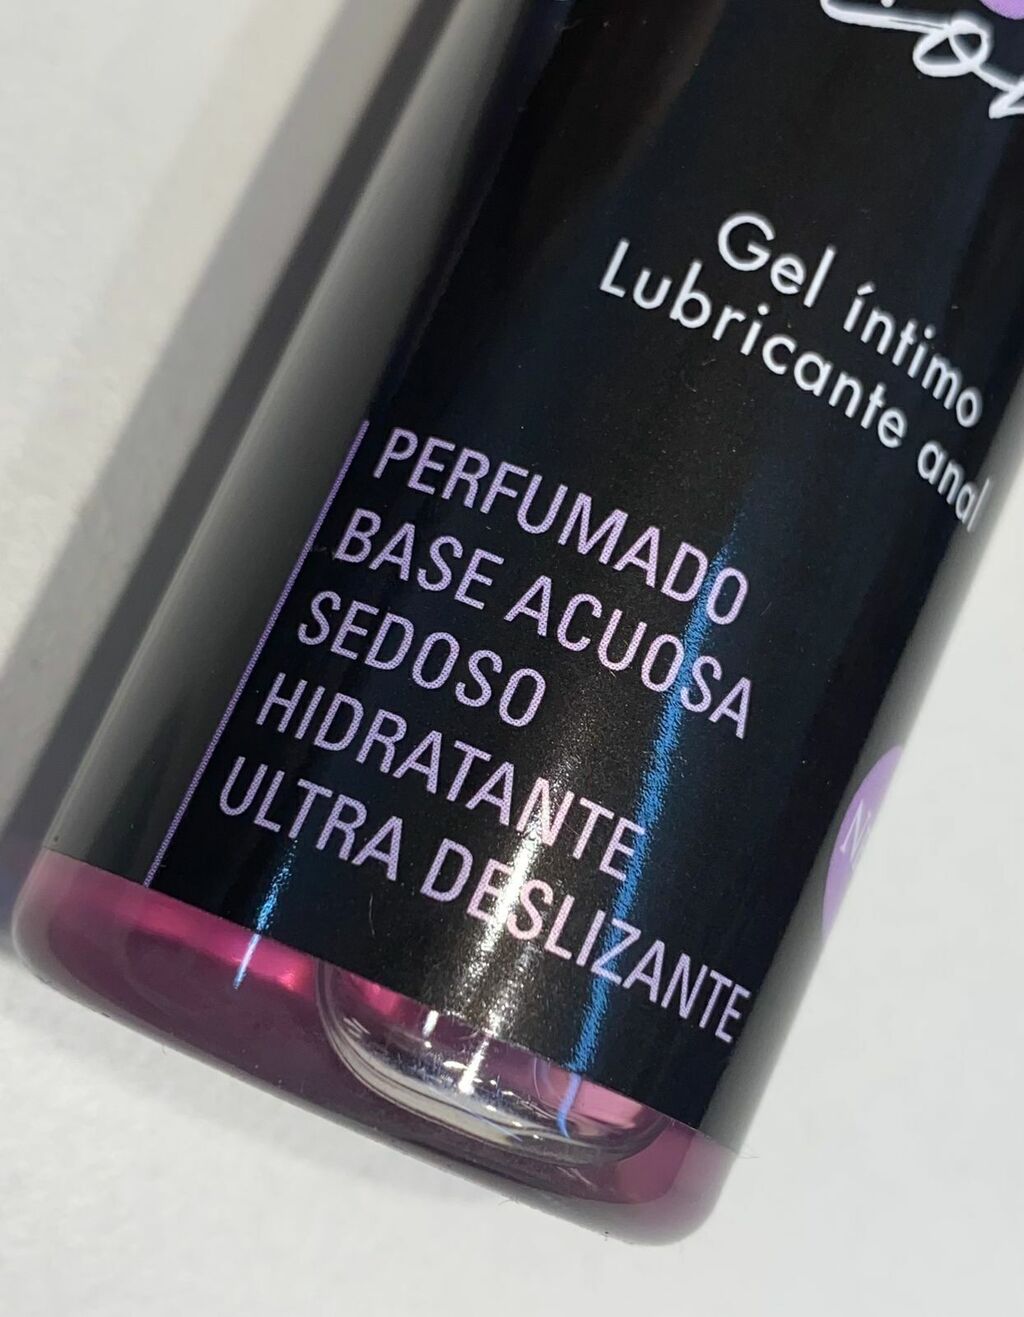 Gel íntimo
Lubricante anal
PERFUMADO
BASE ACUOSA
SEDOSO
HIDRATANTE
ULTRA DESLIZANTE